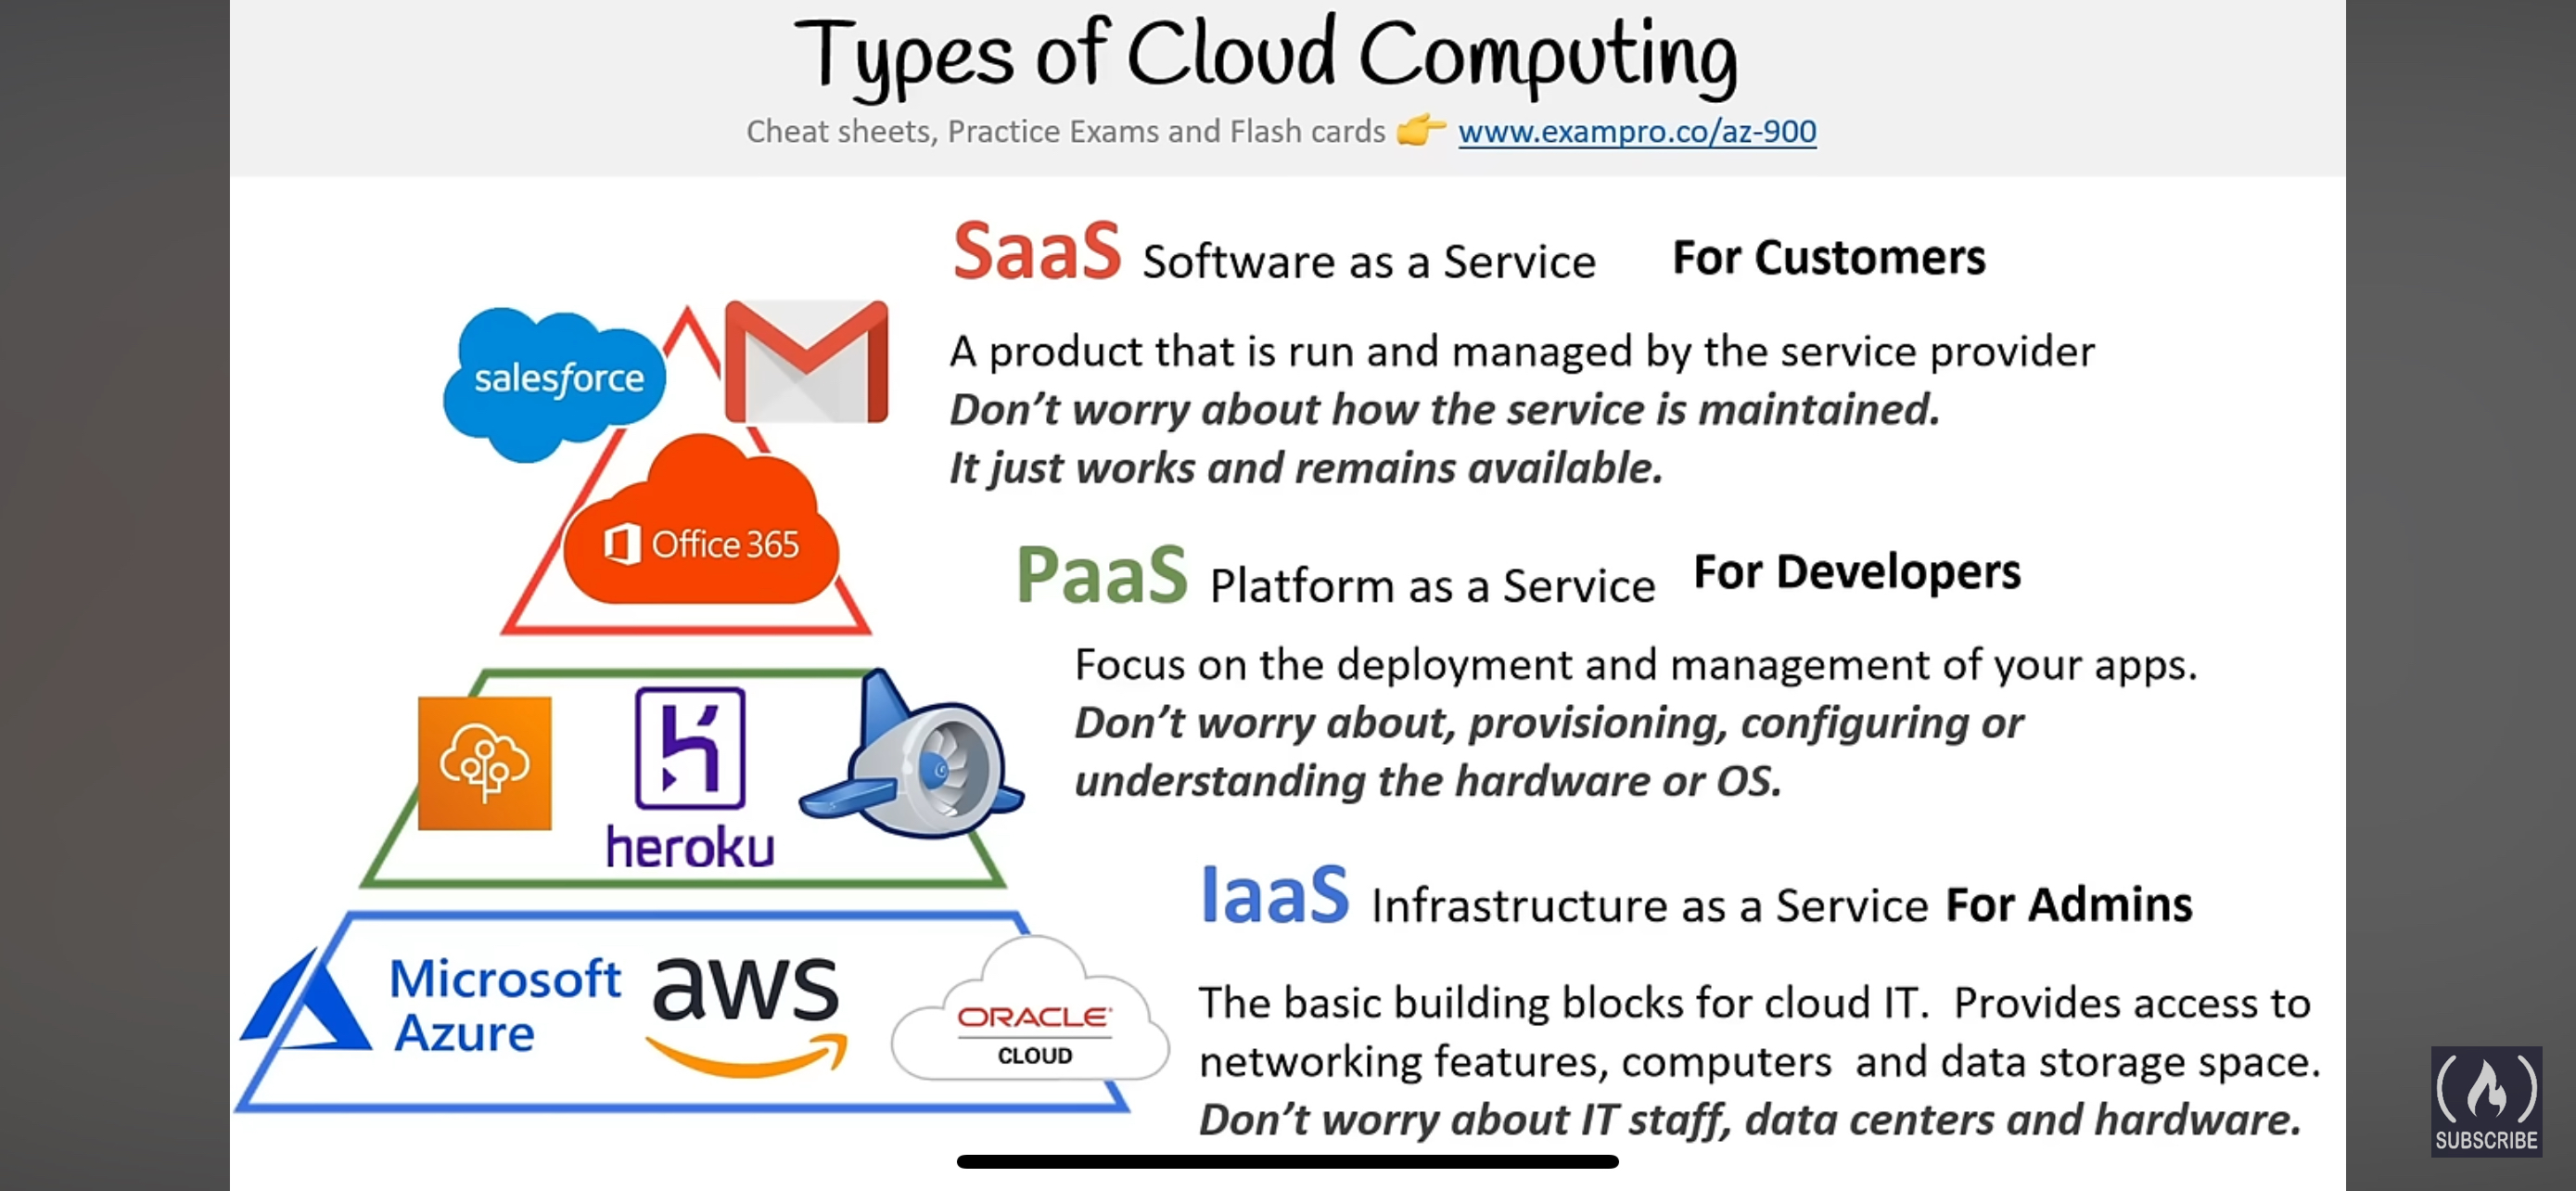 Types of Cloud Computing
Cheat sheets, Practice Exams and Flash cards 👉 www.exampro.co/az-900
SaaS Software as a Service For Customers
A product that is run and managed by the service provider
Don't worry about how the service is maintained.
It just works and remains available.
salesforce
Office 365
PaaS Platform as a Service For Developers
Focus on the deployment and management of your apps.
Don't worry about, provisioning, configuring or
understanding the hardware or OS.
heroku
IaaS Infrastructure as a Service For Admins
The basic building blocks for cloud IT. Provides access to
networking features, computers and data storage space.
Don't worry about IT staff, data centers and hardware.
Microsoft
Azure
aws
ORACLE
CLOUD
SUBSCRIBE